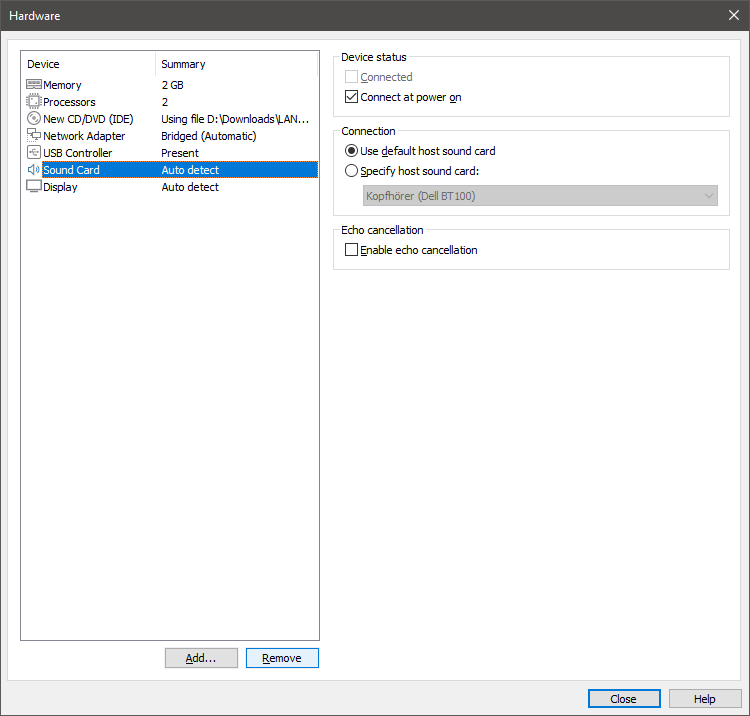 Hardware
Device Summary
Memory 2 GB
Processors 2
New CD/DVD (IDE) Using file D:\Downloads\LAN...
Network Adapter Bridged (Automatic)
USB Controller Present
Sound Card Auto detect
Display Auto detect
Add...
Remove
Device status
Connected
Connect at power on
Connection
Use default host sound card
Specify host sound card:
Kopfhörer (Dell BT100)
Echo cancellation
Enable echo cancellation
Close
Help